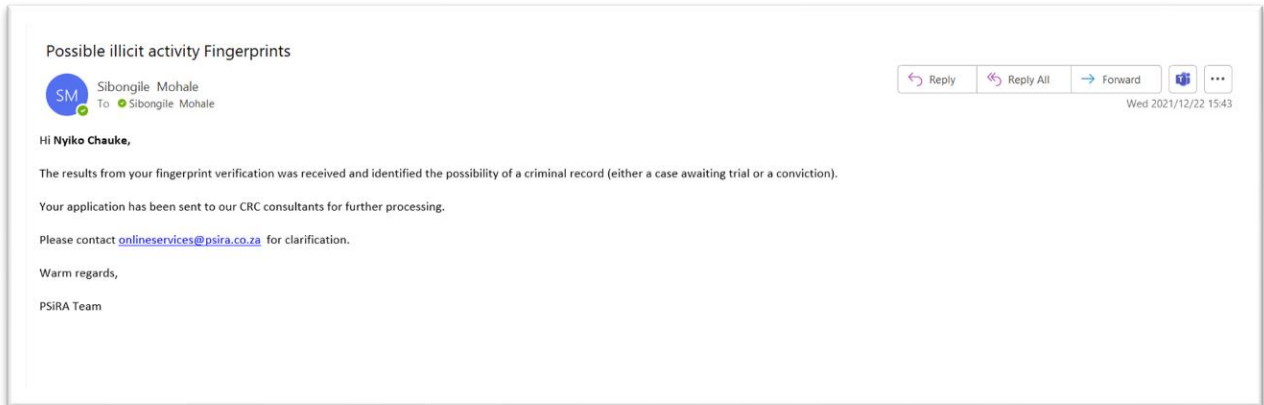 Possible illicit activity Fingerprints
SM
Sibongile Mohale
To Sibongile Mohale
Reply
Reply All
Forward
Wed 2021/12/22 15:43
Hi Nyiko Chauke,
The results from your fingerprint verification was received and identified the possibility of a criminal record (either a case awaiting trial or a conviction).
Your application has been sent to our CRC consultants for further processing.
Please contact onlineservices@psira.co.za for clarification.
Warm regards,
PSiRA Team